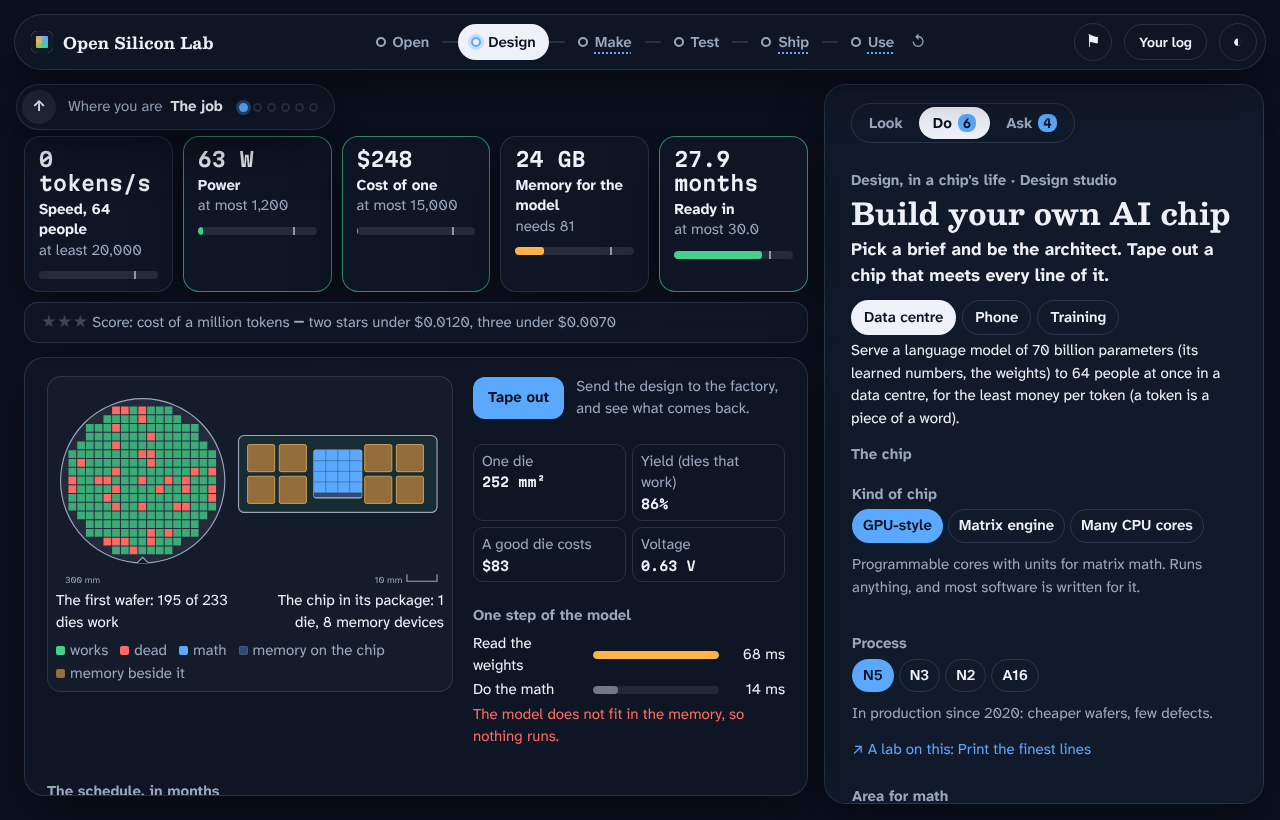 Open Silicon Lab
Open
Design
Make
Test
Ship
Use
Your log
Where you are The job
0 tokens/s
Speed, 64 people
at least 20,000
63 W
Power
at most 1,200
$248
Cost of one
at most 15,000
24 GB
Memory for the model
needs 81
27.9 months
Ready in
at most 30.0
★★★ Score: cost of a million tokens — two stars under $0.0120, three under $0.0070
300 mm
10 mm
The first wafer: 195 of 233
dies work
The chip in its package: 1
die, 8 memory devices
works
dead
math
memory on the chip
memory beside it
Tape out
Send the design to the factory,
and see what comes back.
One die
252 mm²
Yield (dies that
work)
86%
A good die costs
$83
Voltage
0.63 V
One step of the model
Read the
weights
68 ms
Do the math
14 ms
The model does not fit in the memory, so
nothing runs.
The schedule, in months
Look
Do 6
Ask 4
Design, in a chip's life · Design studio
Build your own AI chip
Pick a brief and be the architect. Tape out a
chip that meets every line of it.
Data centre
Phone
Training
Serve a language model of 70 billion parameters (its
learned numbers, the weights) to 64 people at once in a
data centre, for the least money per token (a token is a
piece of a word).
The chip
Kind of chip
GPU-style
Matrix engine
Many CPU cores
Programmable cores with units for matrix math. Runs
anything, and most software is written for it.
Process
N5
N3
N2
A16
In production since 2020: cheaper wafers, few defects.
↗ A lab on this: Print the finest lines
Area for math